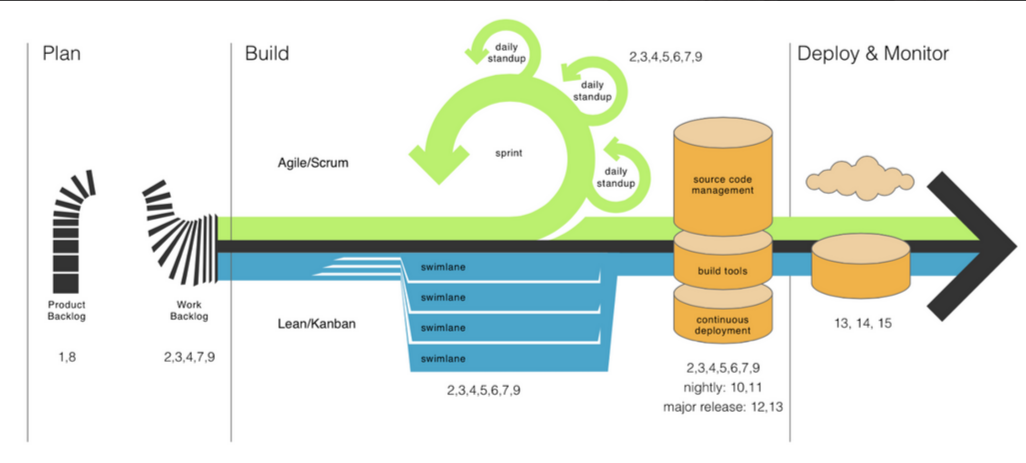 Plan
Build
Deploy & Monitor
daily
standup
2,3,4,5,6,7,9
daily
standup
sprint
daily
standup
Agile/Scrum
source code
management
swimlane
build tools
swimlane
Product
Backlog
Work
Backlog
Lean/Kanban
swimlane
continuous
deployment
13, 14, 15
swimlane
1,8
2,3,4,7,9
2,3,4,5,6,7,9
2,3,4,5,6,7,9
nightly: 10,11
major release: 12,13